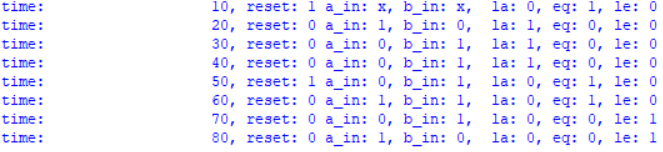 time: 10, reset: 1 a_in: x, b_in: x, la: 0, eq: 1, le: 0
time: 20, reset: 0 a_in: 1, b_in: 0, la: 1, eq: 0, le: 0
time: 30, reset: 0 a_in: 0, b_in: 1, la: 1, eq: 0, le: 0
time: 40, reset: 0 a_in: 0, b_in: 1, la: 1, eq: 0, le: 0
time: 50, reset: 1 a_in: 0, b_in: 1, la: 0, eq: 1, le: 0
time: 60, reset: 0 a_in: 1, b_in: 1, la: 0, eq: 1, le: 0
time: 70, reset: 0 a_in: 0, b_in: 1, la: 0, eq: 0, le: 1
time: 80, reset: 0 a_in: 1, b_in: 0, la: 0, eq: 0, le: 1